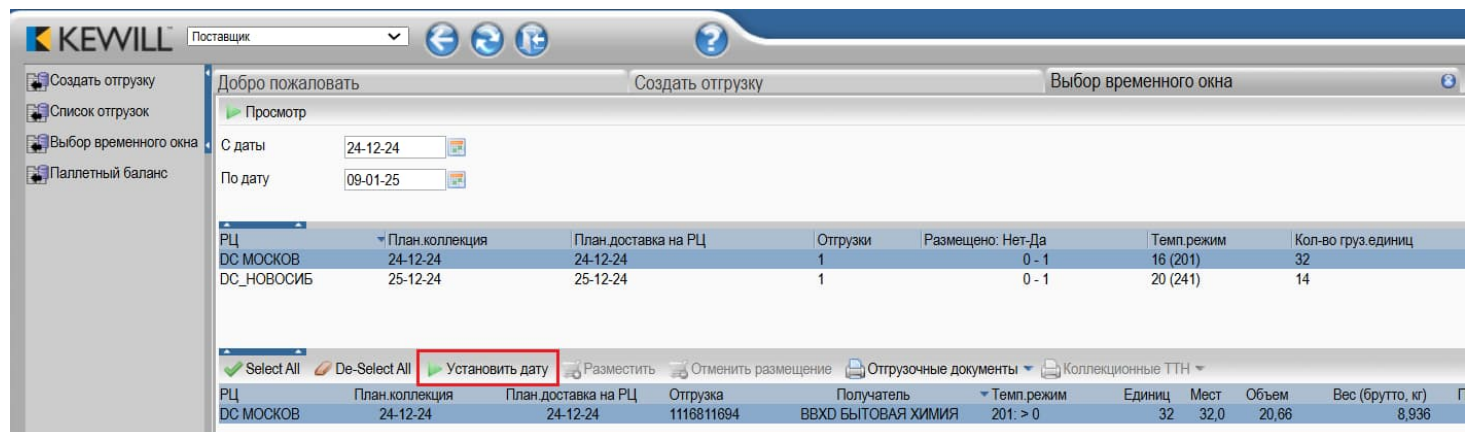 KEWILL Поставщик
Создать отгрузку
Список отгрузок
Выбор временного окна
Паллетный баланс
Добро пожаловать Создать отгрузку Выбор временного окна
Просмотр
С даты 24-12-24
По дату 09-01-25
РЦ План.коллекция План.доставка на РЦ Отгрузки Размещено: Нет-Да Темп.режим Кол-во груз.единиц
DC МОСКОВ 24-12-24 24-12-24 1 0 - 1 16 (201) 32
DC_НОВОСИБ 25-12-24 25-12-24 1 0 - 1 20 (241) 14
Select All De-Select All Установить дату Разместить Отменить размещение Отгрузочные документы Коллекционные ТТН
РЦ План.коллекция План.доставка на РЦ Отгрузка Получатель Темп.режим Единиц Мест Объем Вес (брутто, кг)
DC МОСКОВ 24-12-24 24-12-24 1116811694 BBXD БЫТОВАЯ ХИМИЯ 201: > 0 32 32,0 20,66 8,936